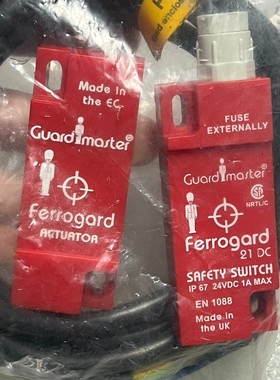 Made in
the EC
Guardmaster®
Ferrogard
ACTUATOR
FUSE
EXTERNALLY
Guardmaster®
NRTL/C
Ferrogard
21 DC
SAFETY SWITCH
IP 67 24VDC 1A MAX
EN 1088
Made in
the UK